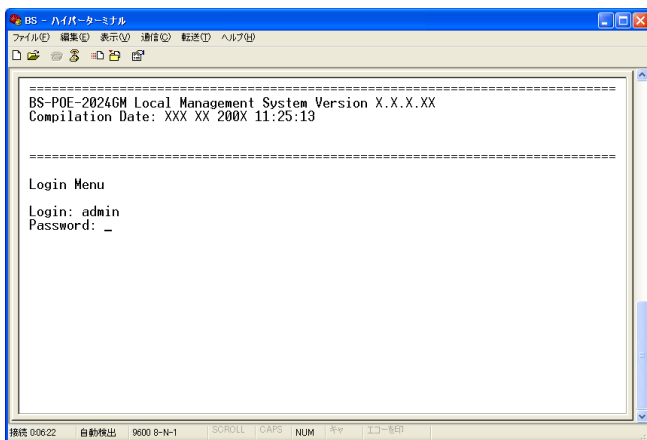 BS - ハイパーターミナル
ファイル(F) 編集(E) 表示(V) 通信(C) 転送(T) ヘルプ(H)
================================================================================
BS-POE-2024GM Local Management System Version X.X.X.XX
Compilation Date: XXX XX 200X 11:25:13
================================================================================
Login Menu
Login: admin
Password: _
接続 0:06:22 自動検出 9600 8-N-1 SCROLL CAPS NUM キャ エコーを印